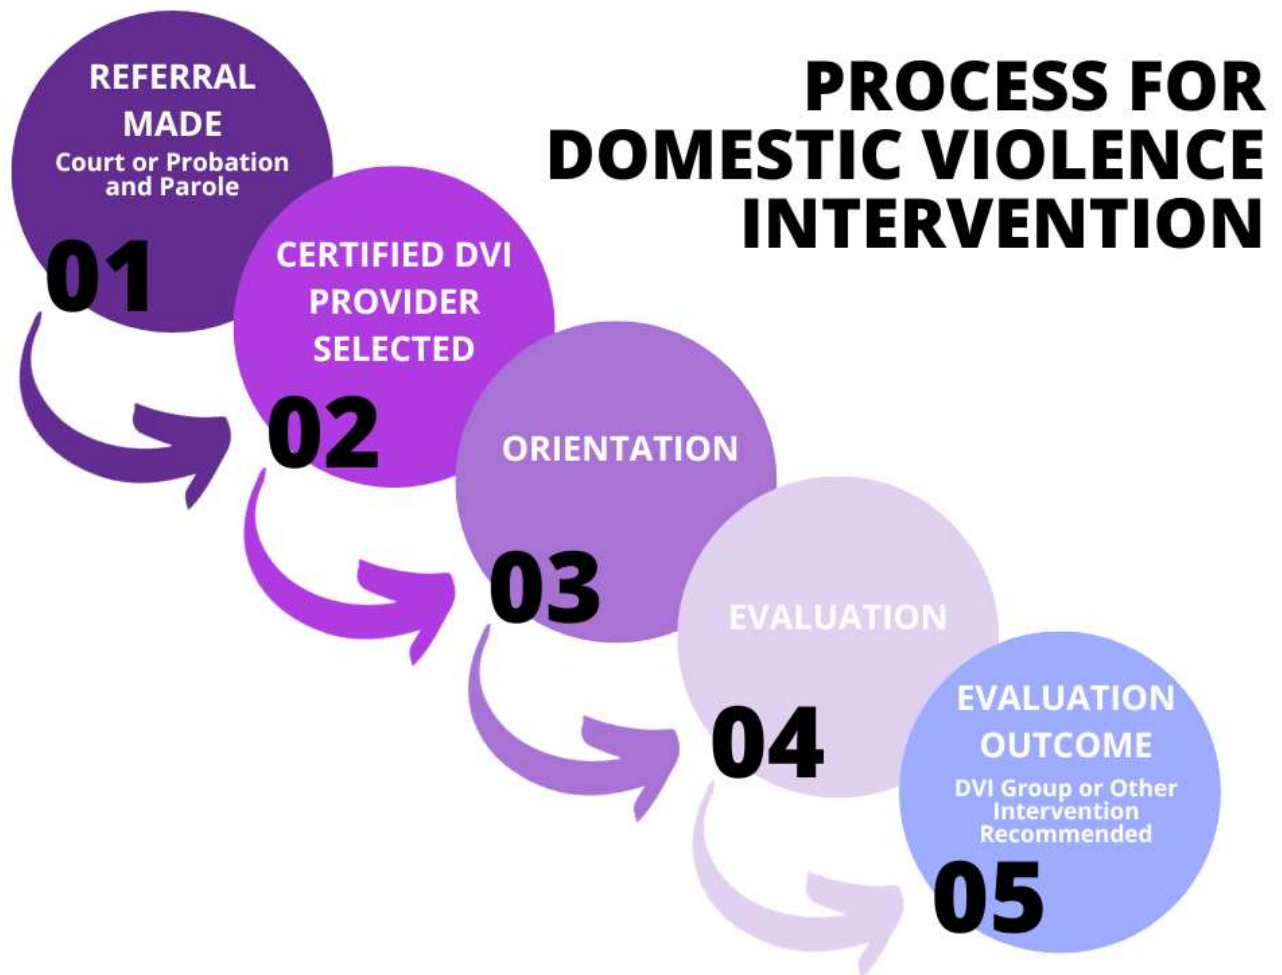 PROCESS FOR
DOMESTIC VIOLENCE
INTERVENTION
REFERRAL
MADE
Court or Probation
and Parole
01
CERTIFIED DVI
PROVIDER
SELECTED
02
ORIENTATION
03
EVALUATION
04
EVALUATION
OUTCOME
DVI Group or Other
Intervention
Recommended
05